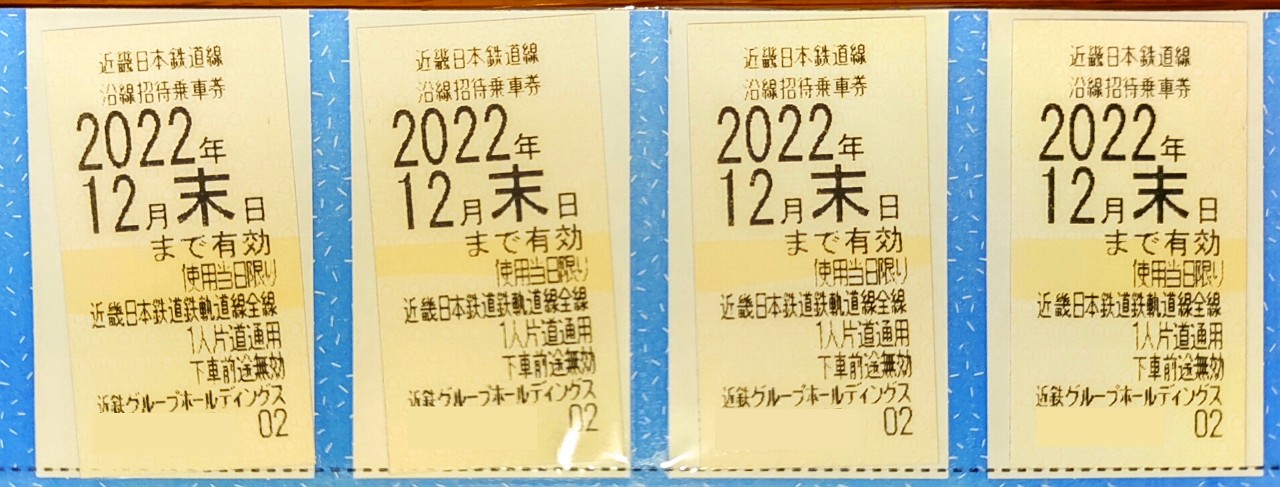 近畿日本鉄道線
沿線招待乗車券
2022年
12月末日
まで有効
使用当日限り
近畿日本鉄道鉄軌道線全線
1人片道通用
下車前途無効
近鉄グループホールディングス
02
近畿日本鉄道線
沿線招待乗車券
2022年
12月末日
まで有効
使用当日限り
近畿日本鉄道鉄軌道線全線
1人片道通用
下車前途無効
近鉄グループホールディングス
02
近畿日本鉄道線
沿線招待乗車券
2022年
12月末日
まで有効
使用当日限り
近畿日本鉄道鉄軌道線全線
1人片道通用
下車前途無効
近鉄グループホールディングス
02
近畿日本鉄道線
沿線招待乗車券
2022年
12月末日
まで有効
使用当日限り
近畿日本鉄道鉄軌道線全線
1人片道通用
下車前途無効
近鉄グループホールディングス
02